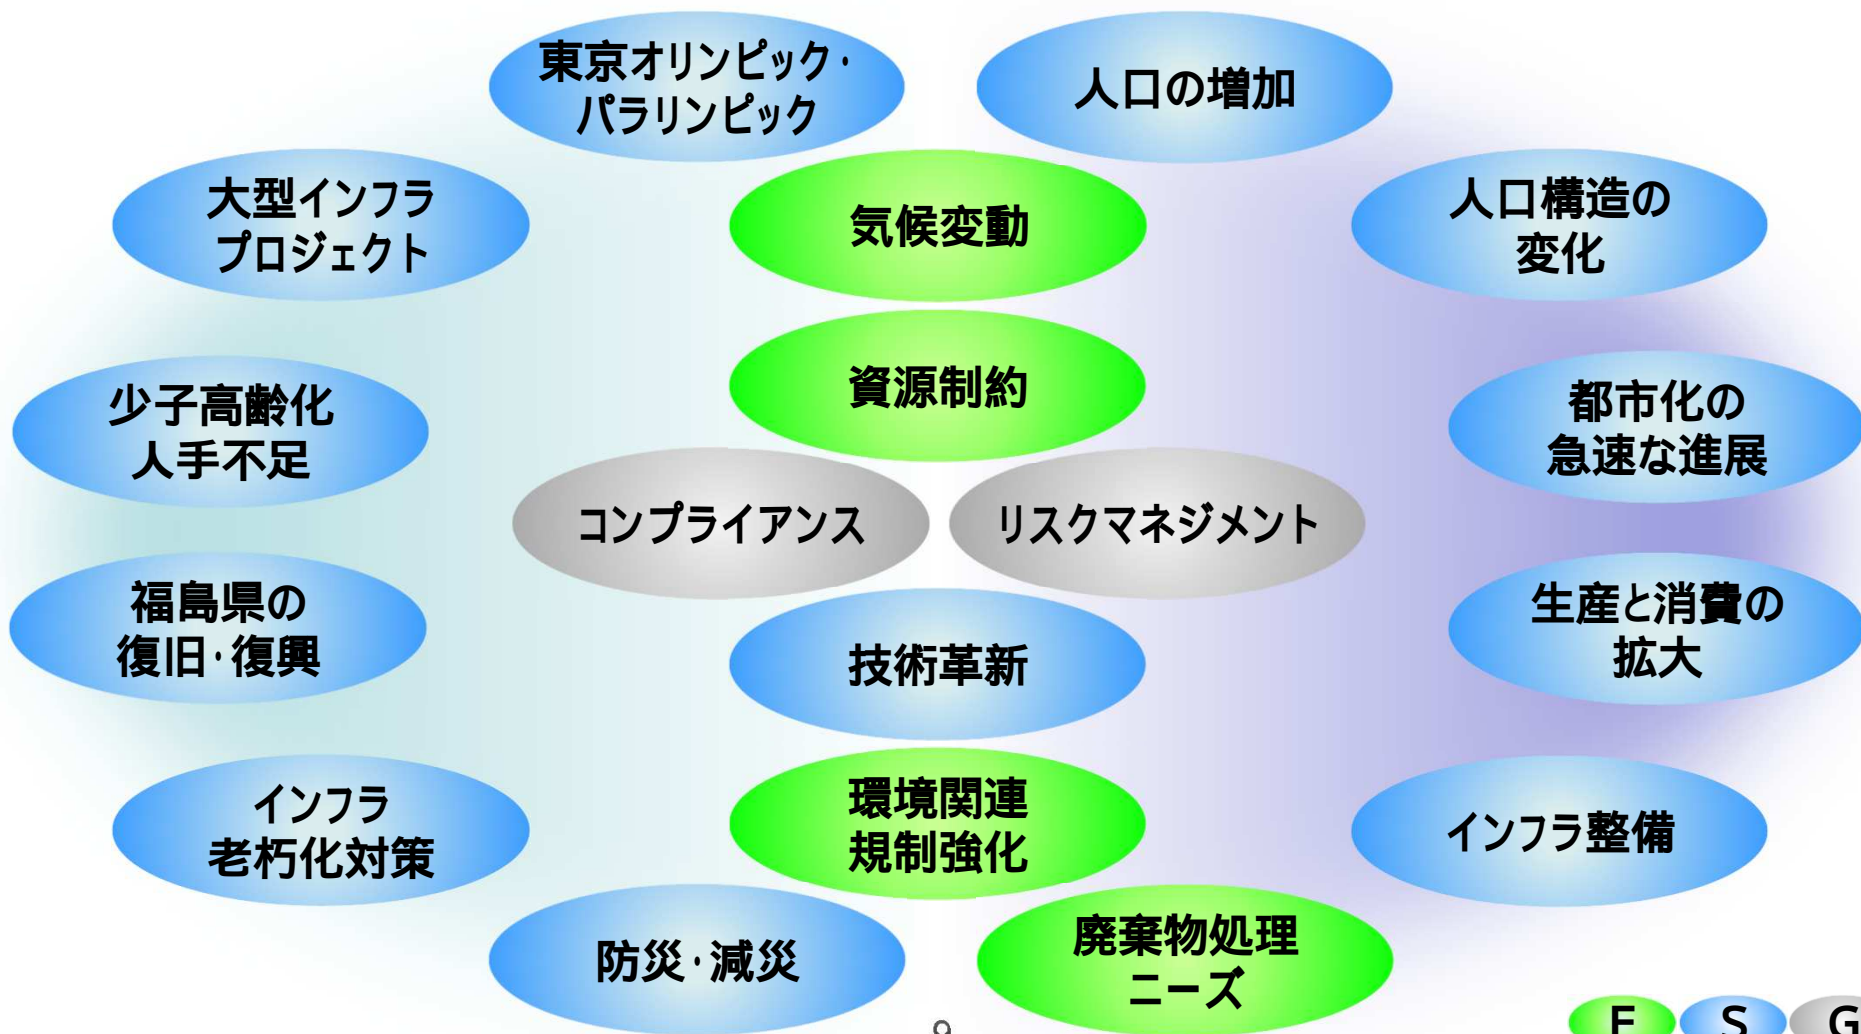 東京オリンピック・
パラリンピック
人口の増加
大型インフラ
プロジェクト
気候変動
人口構造の
変化
資源制約
少子高齢化
人手不足
都市化の
急速な進展
コンプライアンス
リスクマネジメント
福島県の
復旧・復興
技術革新
生産と消費の
拡大
インフラ
老朽化対策
環境関連
規制強化
インフラ整備
防災・減災
廃棄物処理
ニーズ
E
S
G